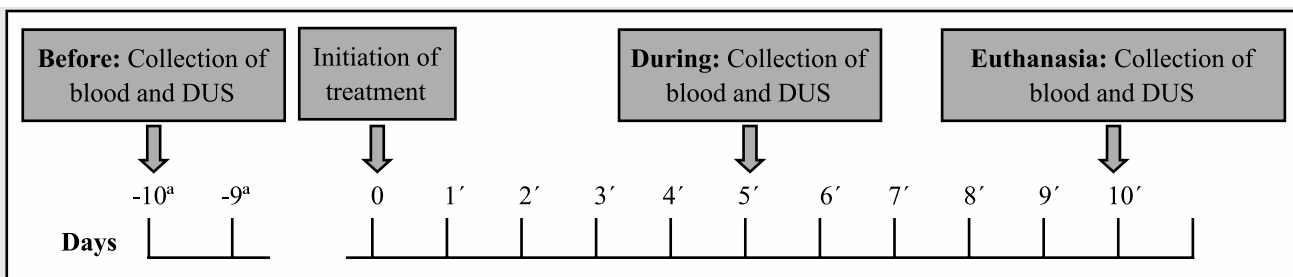 Before: Collection of
blood and DUS
Initiation of
treatment
During: Collection of
blood and DUS
Euthanasia: Collection of
blood and DUS
-10ᵃ -9ᵃ 0 1´ 2´ 3´ 4´ 5´ 6´ 7´ 8´ 9´ 10´
Days